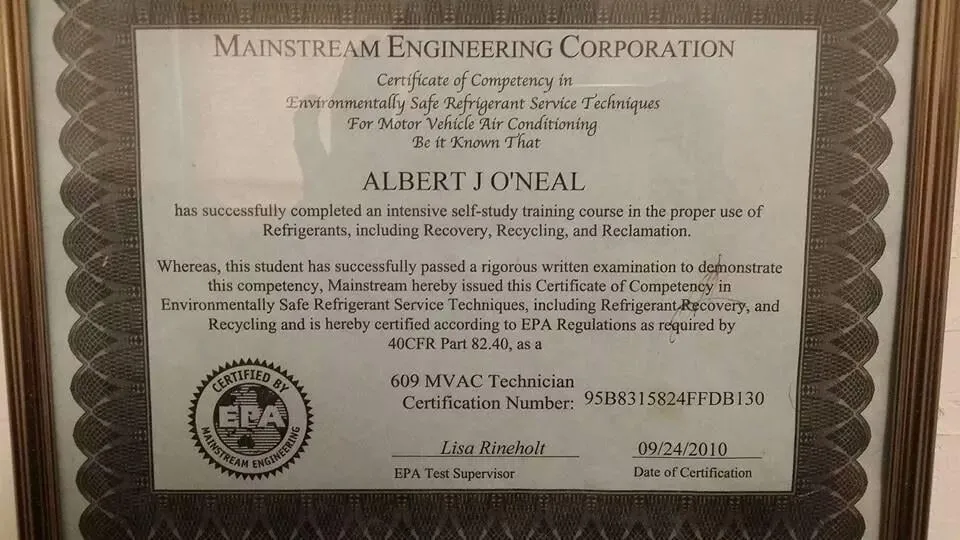 MAINSTREAM ENGINEERING CORPORATION
Certificate of Competency in
Environmentally Safe Refrigerant Service Techniques
For Motor Vehicle Air Conditioning
Be it Known That
ALBERT J O'NEAL
has successfully completed an intensive self-study training course in the proper use of
Refrigerants, including Recovery, Recycling, and Reclamation.
Whereas, this student has successfully passed a rigorous written examination to demonstrate
this competency, Mainstream hereby issued this Certificate of Competency in
Environmentally Safe Refrigerant Service Techniques, including Refrigerant Recovery, and
Recycling and is hereby certified according to EPA Regulations as required by
40CFR Part 82.40, as a
609 MVAC Technician
Certification Number: 95B8315824FFDB130
CERTIFIED BY
EPA
MAINSTREAM ENGINEERING
Lisa Rineholt
09/24/2010
EPA Test Supervisor
Date of Certification